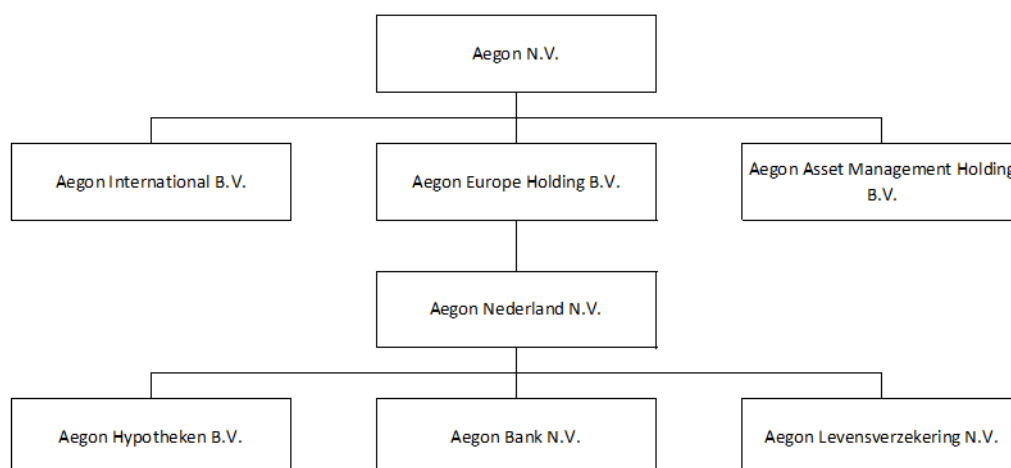 Aegon N.V.
Aegon International B.V.
Aegon Europe Holding B.V.
Aegon Asset Management Holding
B.V.
Aegon Nederland N.V.
Aegon Hypotheken B.V.
Aegon Bank N.V.
Aegon Levensverzekering N.V.